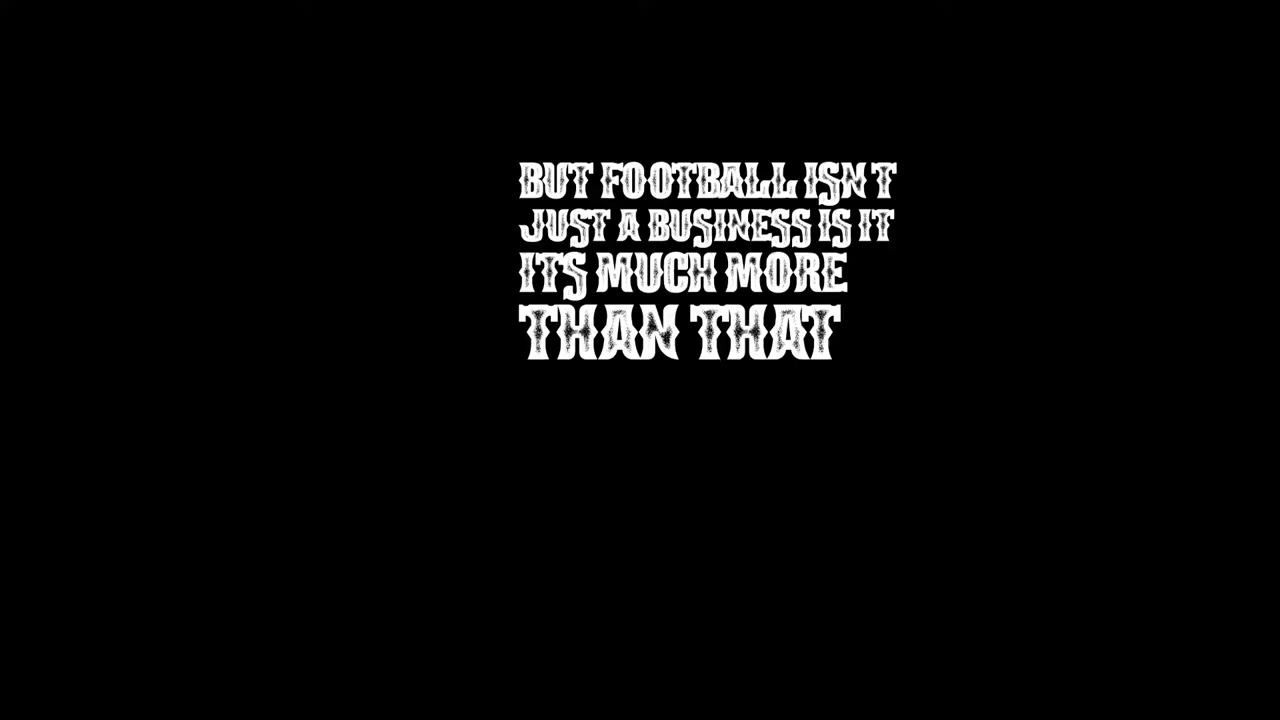 BUT FOOTBALL ISN T
JUST A BUSINESS IS IT
ITS MUCH MORE
THAN THAT